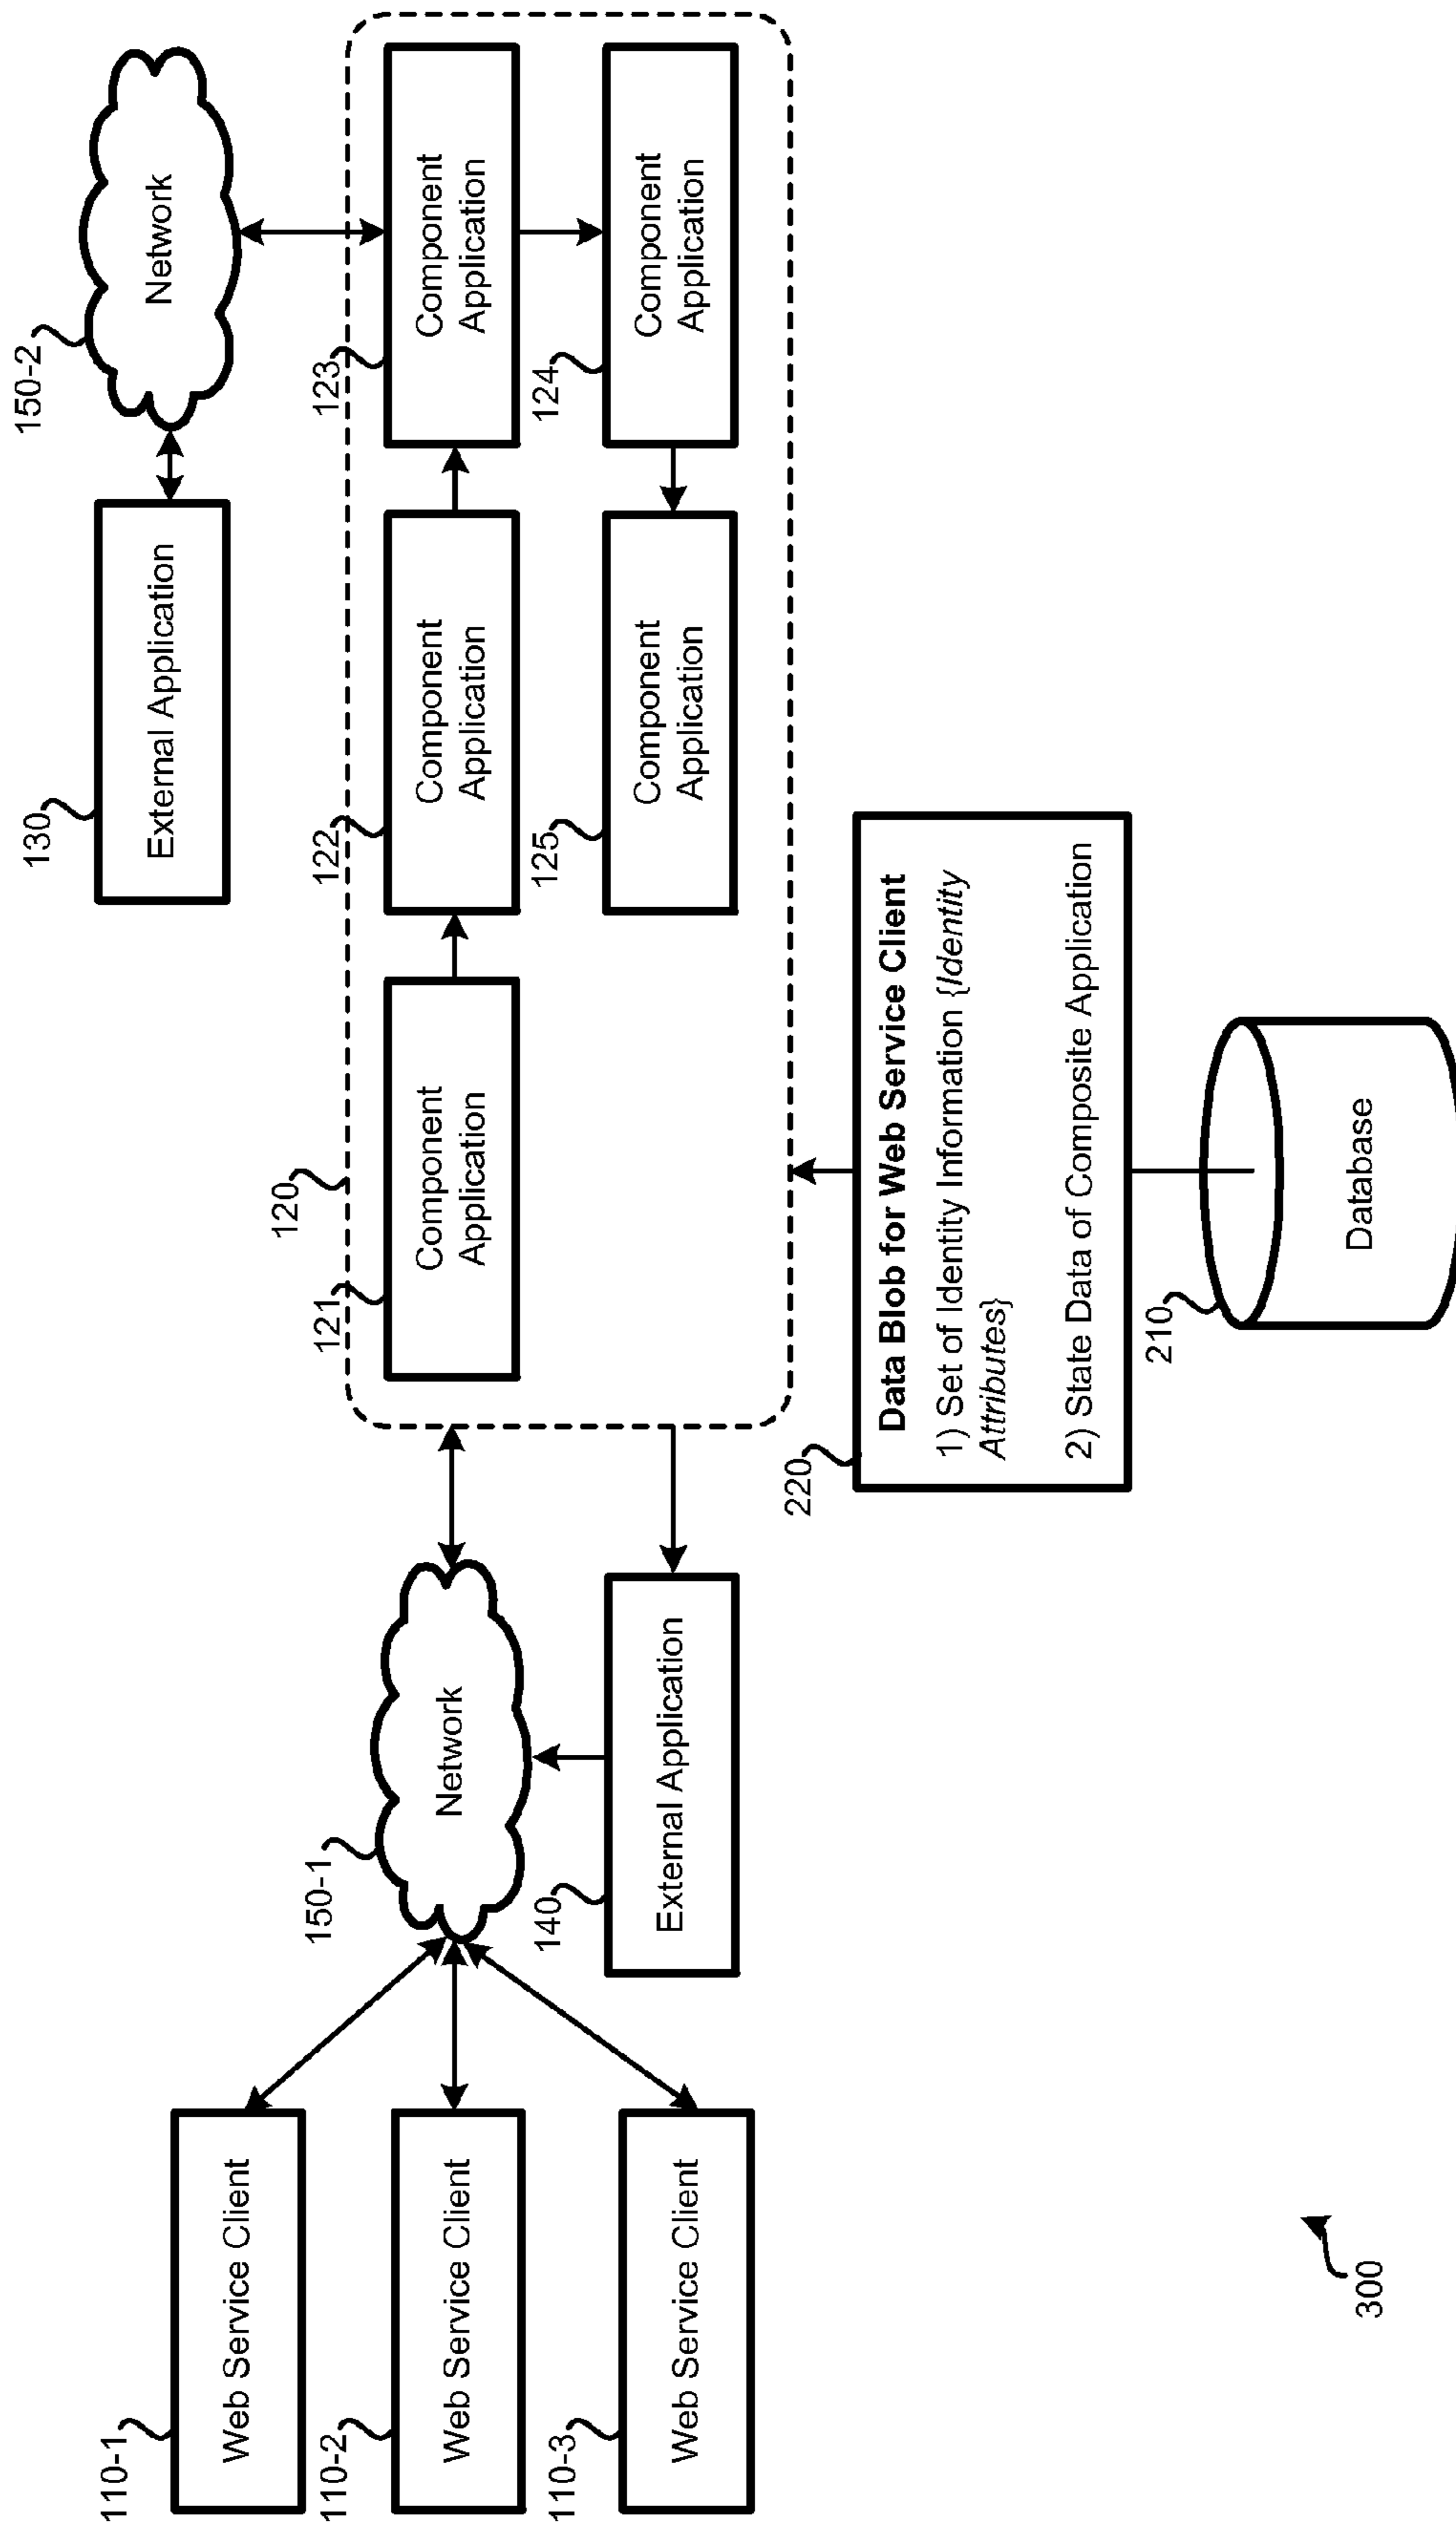 150-2
Network
130
External Application
120
121
Component
Application
122
Component
Application
123
Component
Application
124
Component
Application
125
Component
Application
110-1
Web Service Client
110-2
Web Service Client
110-3
Web Service Client
150-1
Network
140
External Application
220
Data Blob for Web Service Client
1) Set of Identity Information {Identity
Attributes}
2) State Data of Composite Application
210
Database
300